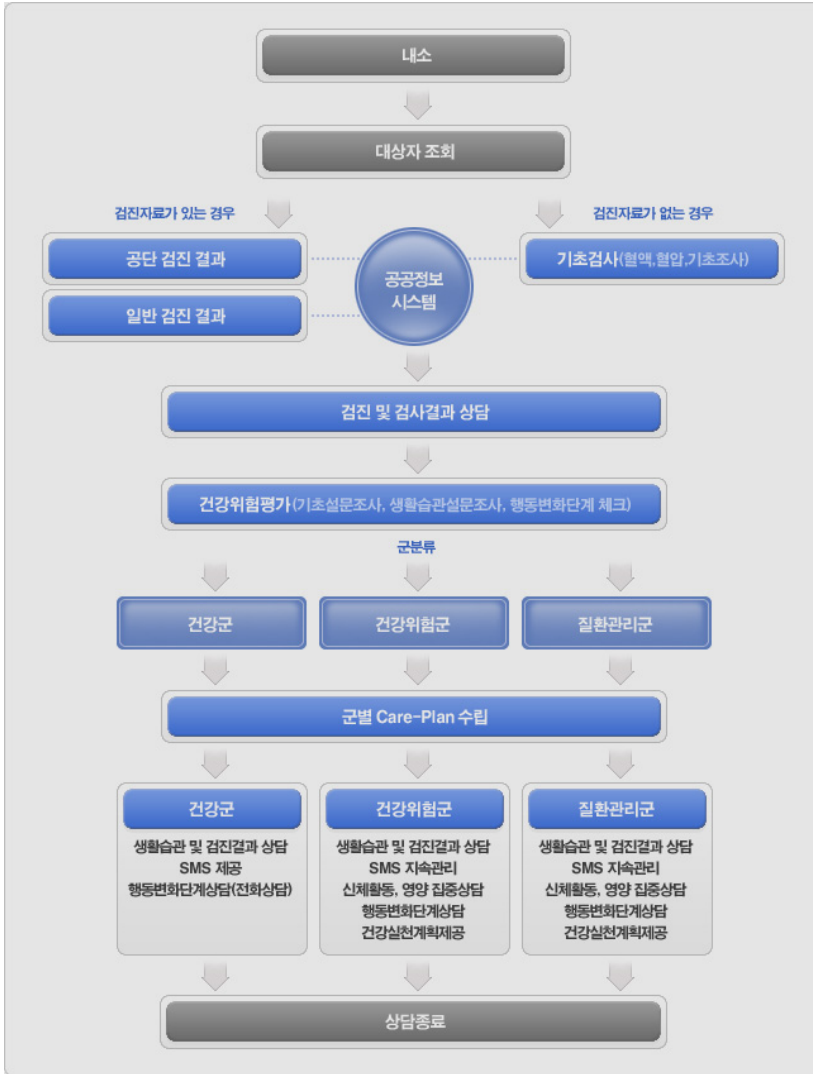 내소
대상자 조회
검진자료가 있는 경우
검진자료가 없는 경우
공단 검진 결과
일반 검진 결과
공공정보
시스템
기초검사(혈액,혈압,기초조사)
검진 및 검사결과 상담
건강위험평가(기초설문조사, 생활습관설문조사, 행동변화단계 체크)
군분류
건강군
건강위험군
질환관리군
군별 Care-Plan 수립
건강군
생활습관 및 검진결과 상담
SMS 제공
행동변화단계상담(전화상담)
건강위험군
생활습관 및 검진결과 상담
SMS 지속관리
신체활동, 영양 집중상담
행동변화단계상담
건강실천계획제공
질환관리군
생활습관 및 검진결과 상담
SMS 지속관리
신체활동, 영양 집중상담
행동변화단계상담
건강실천계획제공
상담종료